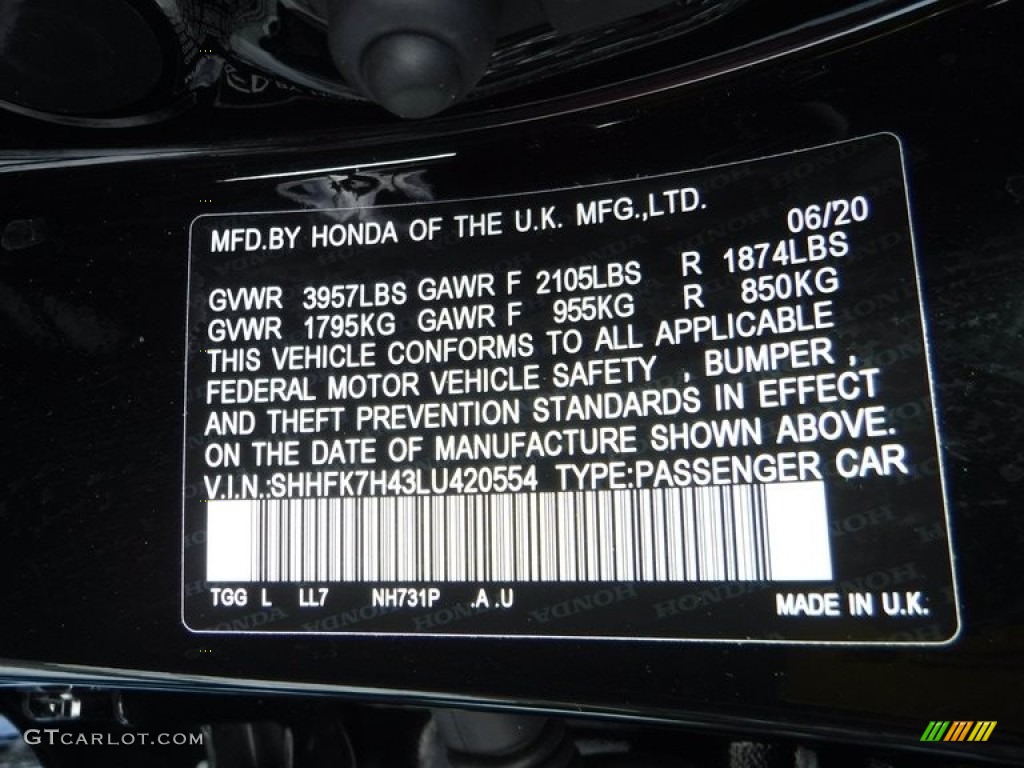 MFD.BY HONDA OF THE U.K. MFG.,LTD.
06/20
GVWR 3957LBS GAWR F 2105LBS R 1874LBS
GVWR 1795KG GAWR F 955KG R 850KG
THIS VEHICLE CONFORMS TO ALL APPLICABLE
FEDERAL MOTOR VEHICLE SAFETY , BUMPER ,
AND THEFT PREVENTION STANDARDS IN EFFECT
ON THE DATE OF MANUFACTURE SHOWN ABOVE.
V.I.N.:SHHFK7H43LU420554 TYPE:PASSENGER CAR
TGG L LL7 NH731P .A .U
MADE IN U.K.
GTCARLOT.COM